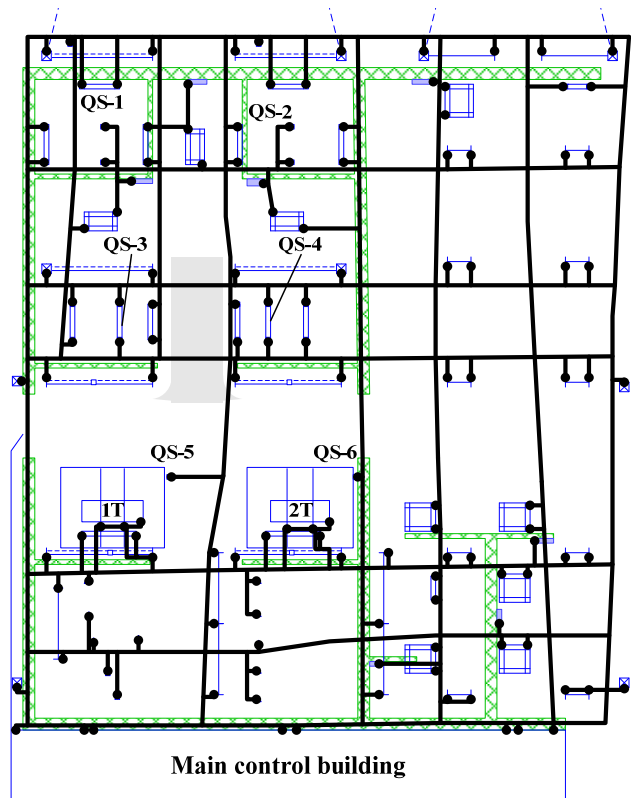 QS-1
QS-2
QS-3
QS-4
QS-5
QS-6
1T
2T
Main control building